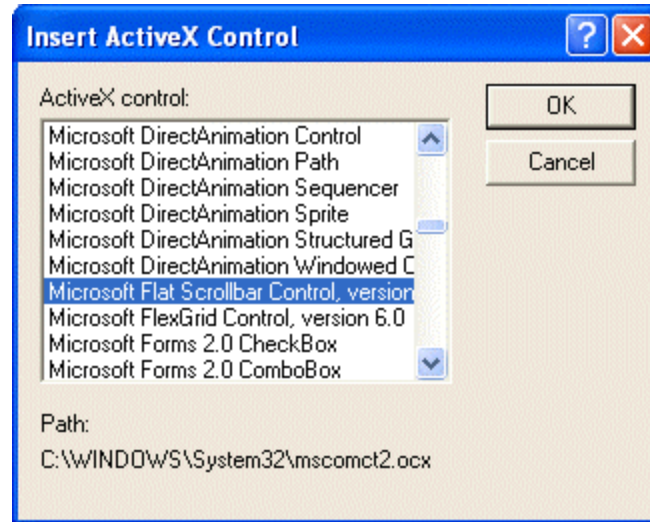 Insert ActiveX Control
ActiveX control:
Microsoft DirectAnimation Control
Microsoft DirectAnimation Path
Microsoft DirectAnimation Sequencer
Microsoft DirectAnimation Sprite
Microsoft DirectAnimation Structured G
Microsoft DirectAnimation Windowed C
Microsoft Flat Scrollbar Control, version
Microsoft FlexGrid Control, version 6.0
Microsoft Forms 2.0 CheckBox
Microsoft Forms 2.0 ComboBox
OK
Cancel
Path:
C:\WINDOWS\System32\mscomct2.ocx